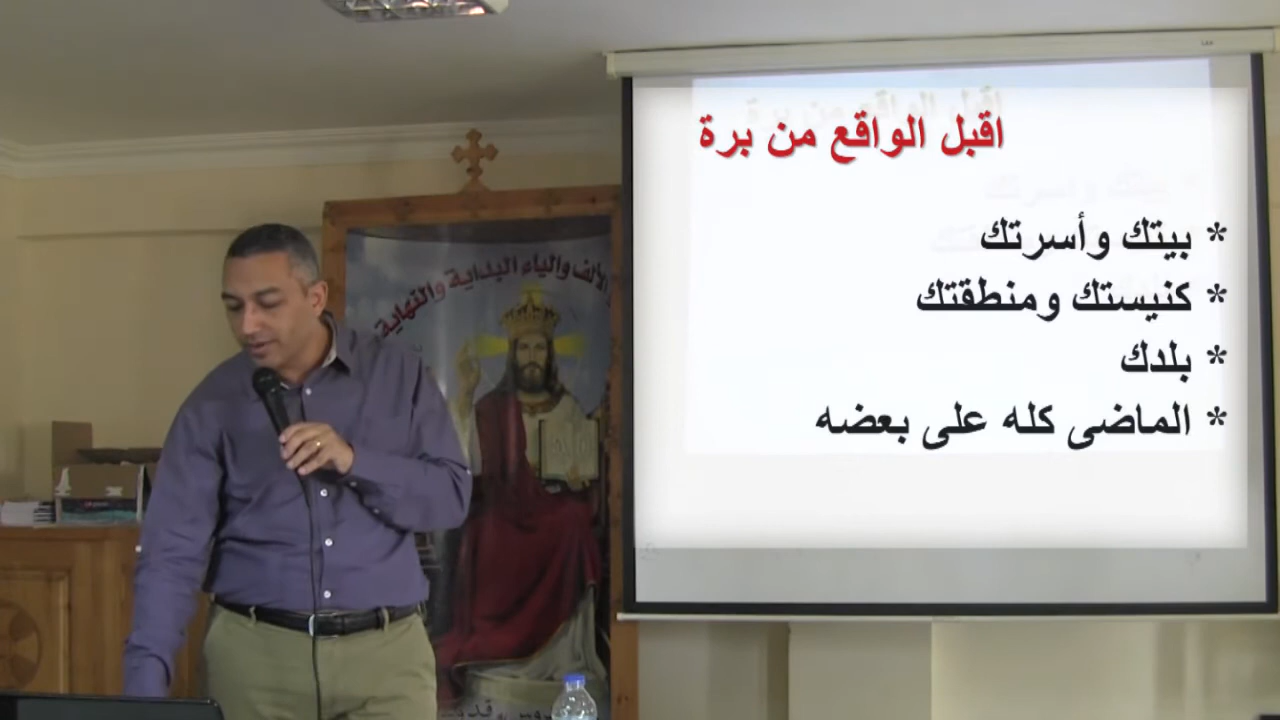 اقبل الواقع من برة
* بيتك وأسرتك
* كنيستك ومنطقتك
* بلدك
* الماضى كله على بعضه
الألف والياء البداية والنهاية